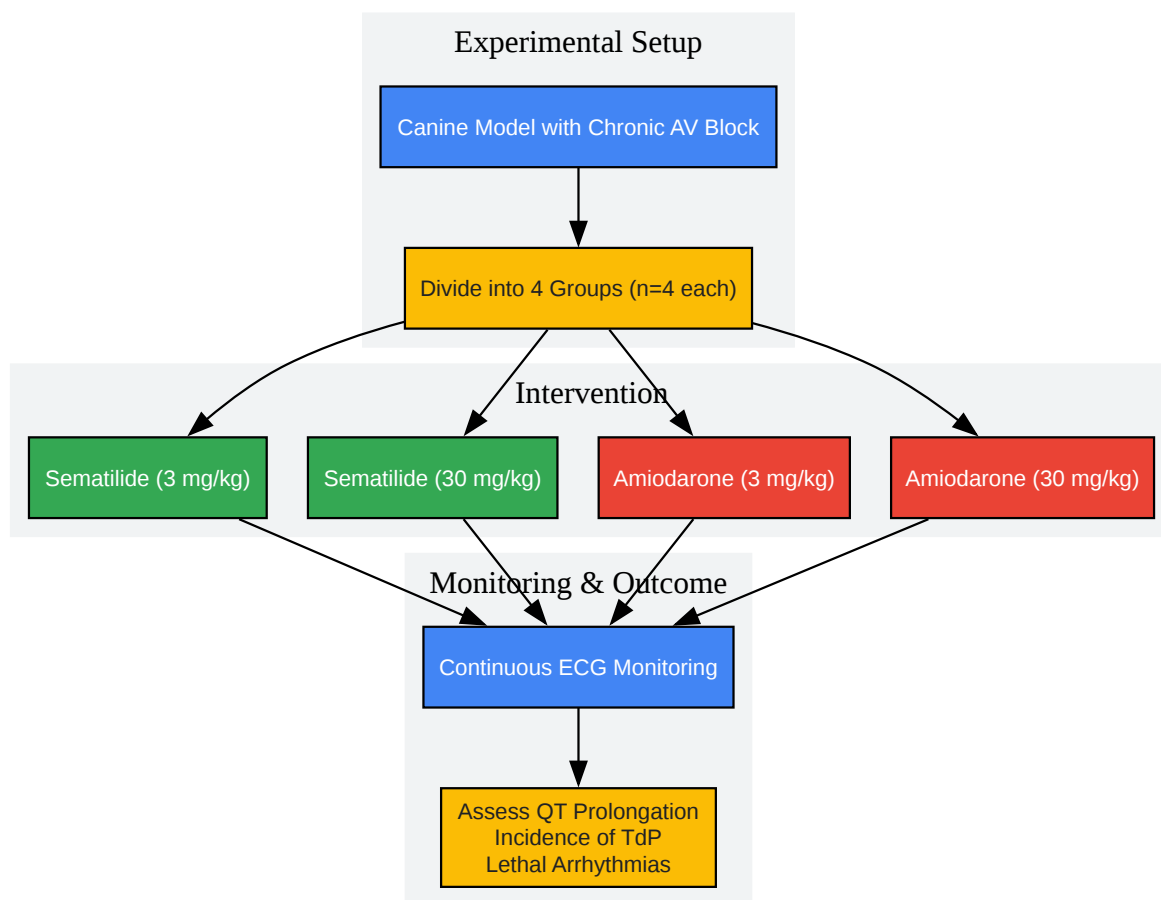 Experimental Setup
Canine Model with Chronic AV Block
Divide into 4 Groups (n=4 each)
Intervention
Sematilide (3 mg/kg)
Sematilide (30 mg/kg)
Amiodarone (3 mg/kg)
Amiodarone (30 mg/kg)
Monitoring & Outcome
Continuous ECG Monitoring
Assess QT Prolongation
Incidence of TdP
Lethal Arrhythmias